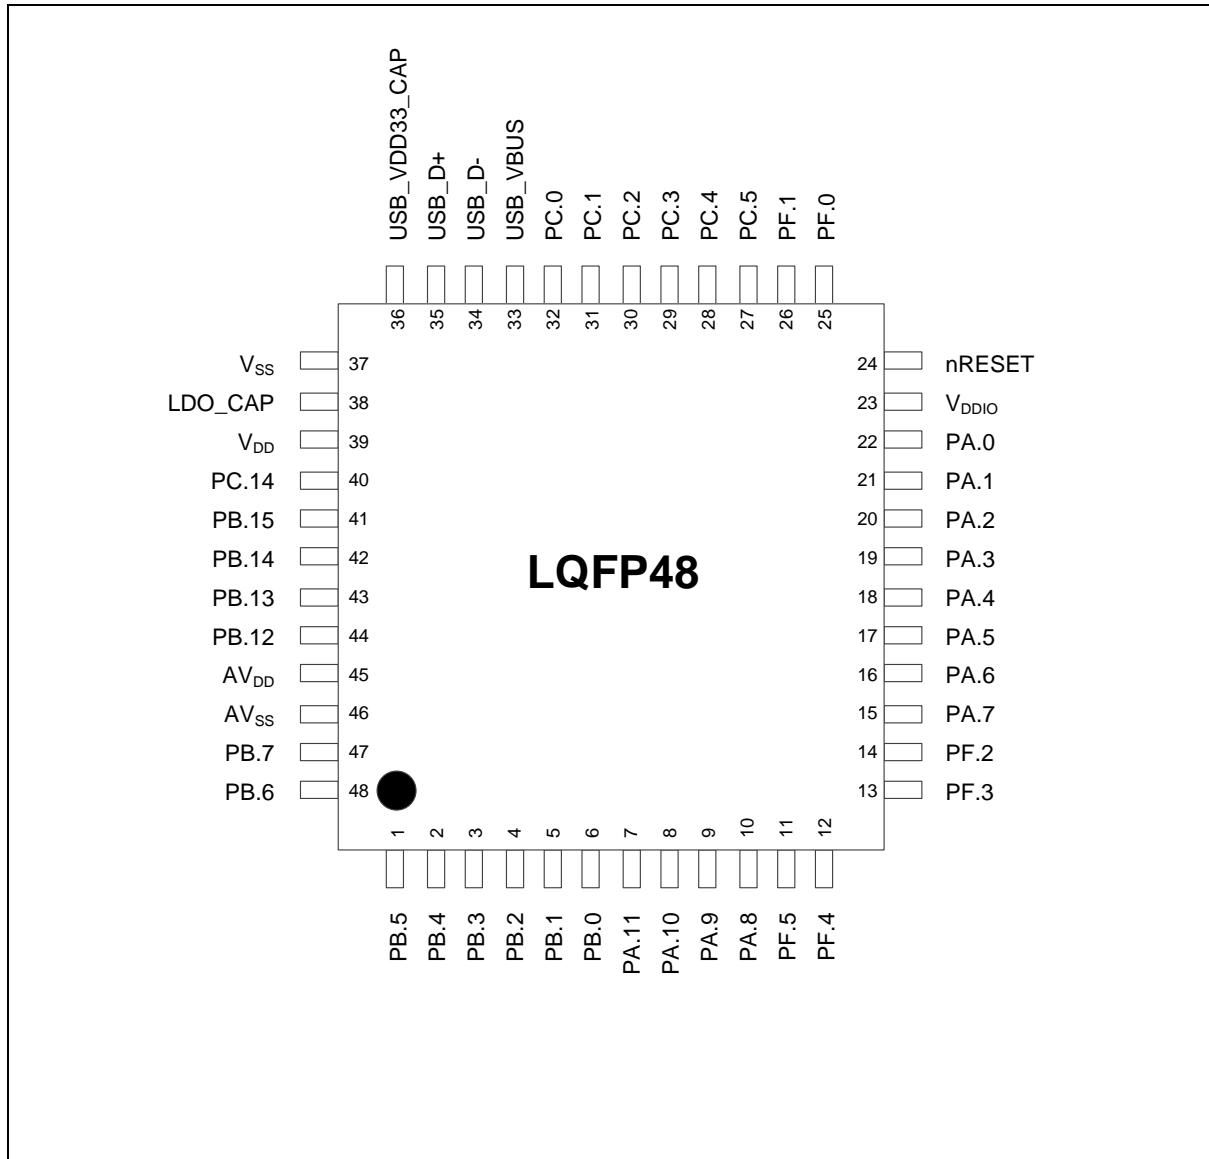 USB_VDD33_CAP
USB_D+
USB_D-
USB_VBUS
PC.0
PC.1
PC.2
PC.3
PC.4
PC.5
PF.1
PF.0
36
35
34
33
32
31
30
29
28
27
26
25
VSS 37
LDO_CAP 38
VDD 39
PC.14 40
PB.15 41
PB.14 42
PB.13 43
PB.12 44
AVDD 45
AVSS 46
PB.7 47
PB.6 48
LQFP48
24 nRESET
23 VDDIO
22 PA.0
21 PA.1
20 PA.2
19 PA.3
18 PA.4
17 PA.5
16 PA.6
15 PA.7
14 PF.2
13 PF.3
1
2
3
4
5
6
7
8
9
10
11
12
PB.5
PB.4
PB.3
PB.2
PB.1
PB.0
PA.11
PA.10
PA.9
PA.8
PF.5
PF.4